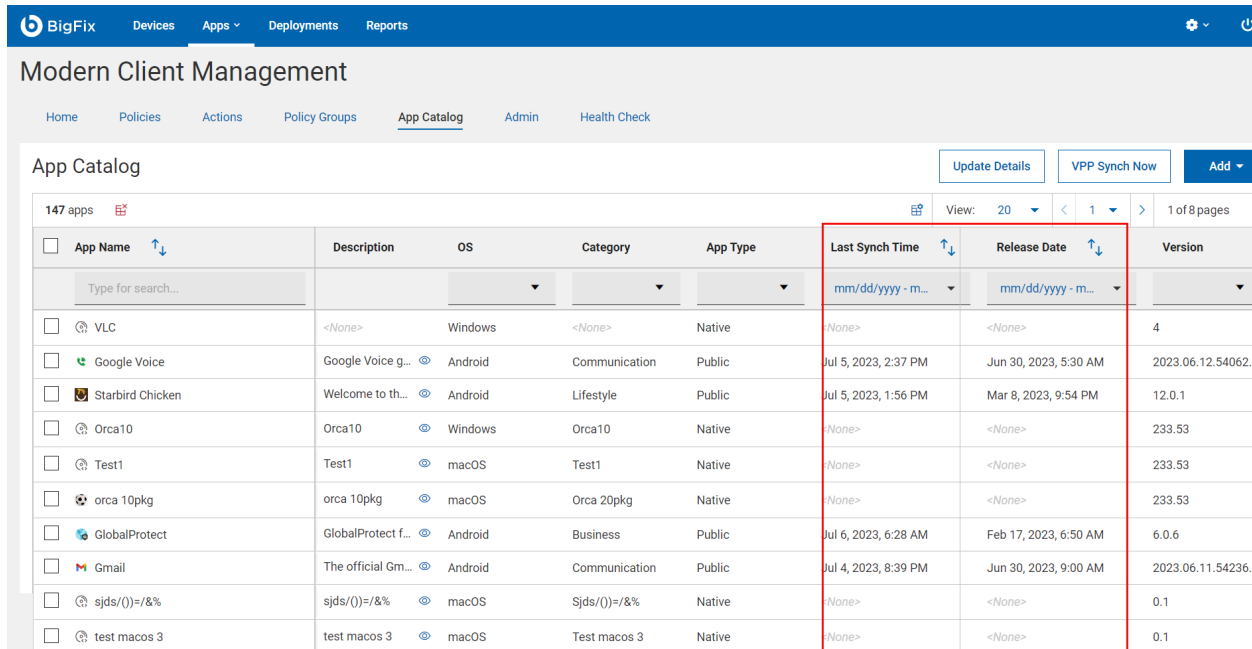 BigFix Devices Apps Deployments Reports
Modern Client Management
Home Policies Actions Policy Groups App Catalog Admin Health Check
App Catalog Update Details VPP Synch Now Add
147 apps View: 20 1 1 of 8 pages
App Name Description OS Category App Type Last Synch Time Release Date Version
Type for search... mm/dd/yyyy - m... mm/dd/yyyy - m...
VLC <None> Windows <None> Native <None> <None> 4
Google Voice Google Voice g... Android Communication Public Jul 5, 2023, 2:37 PM Jun 30, 2023, 5:30 AM 2023.06.12.54062.
Starbird Chicken Welcome to th... Android Lifestyle Public Jul 5, 2023, 1:56 PM Mar 8, 2023, 9:54 PM 12.0.1
Orca10 Orca10 Windows Orca10 Native <None> <None> 233.53
Test1 Test1 macOS Test1 Native <None> <None> 233.53
orca 10pkg orca 10pkg macOS Orca 20pkg Native <None> <None> 233.53
GlobalProtect GlobalProtect f... Android Business Public Jul 6, 2023, 6:28 AM Feb 17, 2023, 6:50 AM 6.0.6
Gmail The official Gm... Android Communication Public Jul 4, 2023, 8:39 PM Jun 30, 2023, 9:00 AM 2023.06.11.54236.
sjds/())=/&% sjds/())=/&% macOS Sjds/())=/&% Native <None> <None> 0.1
test macos 3 test macos 3 macOS Test macos 3 Native <None> <None> 0.1